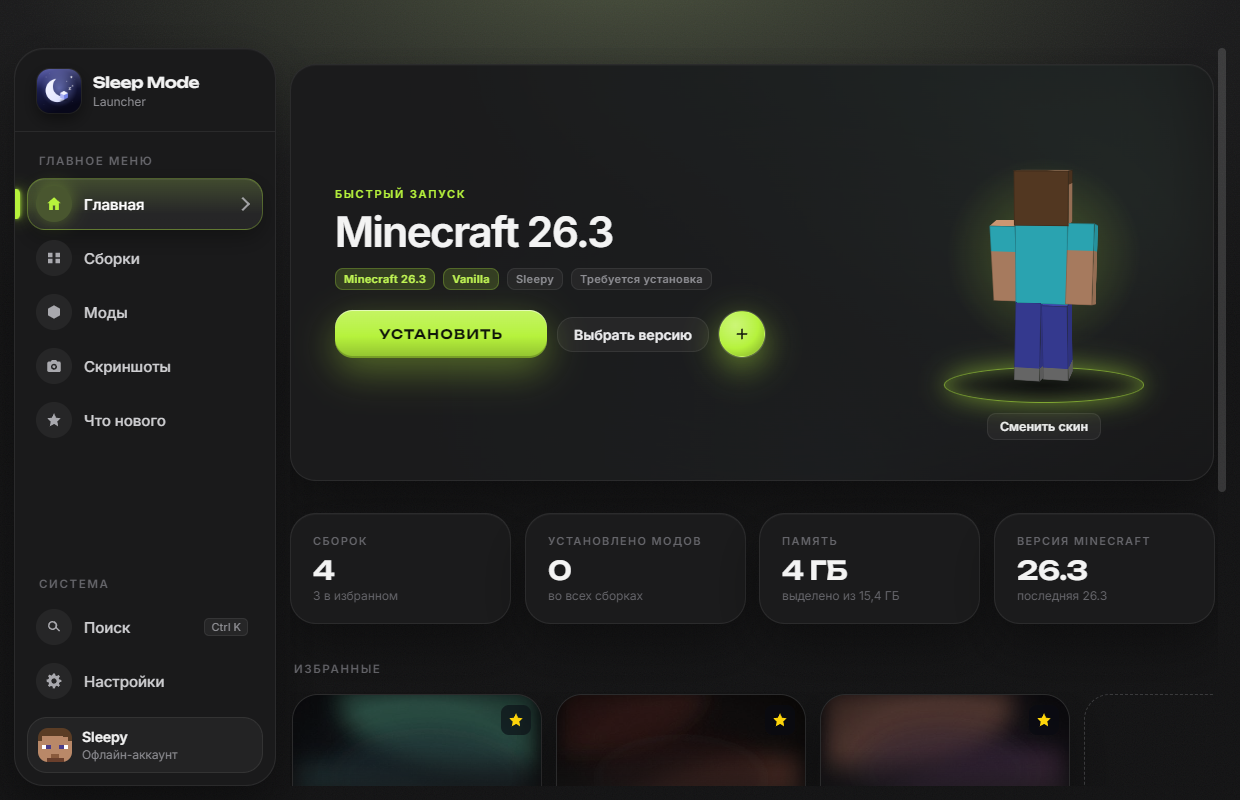 Sleep Mode
Launcher
ГЛАВНОЕ МЕНЮ
Главная
Сборки
Моды
Скриншоты
Что нового
СИСТЕМА
Поиск
Ctrl K
Настройки
Sleepy
Офлайн-аккаунт
БЫСТРЫЙ ЗАПУСК
Minecraft 26.3
Minecraft 26.3 Vanilla Sleepy Требуется установка
УСТАНОВИТЬ Выбрать версию +
Сменить скин
СБОРОК
4
3 в избранном
УСТАНОВЛЕНО МОДОВ
0
во всех сборках
ПАМЯТЬ
4 ГБ
выделено из 15,4 ГБ
ВЕРСИЯ MINECRAFT
26.3
последняя 26.3
ИЗБРАННЫЕ